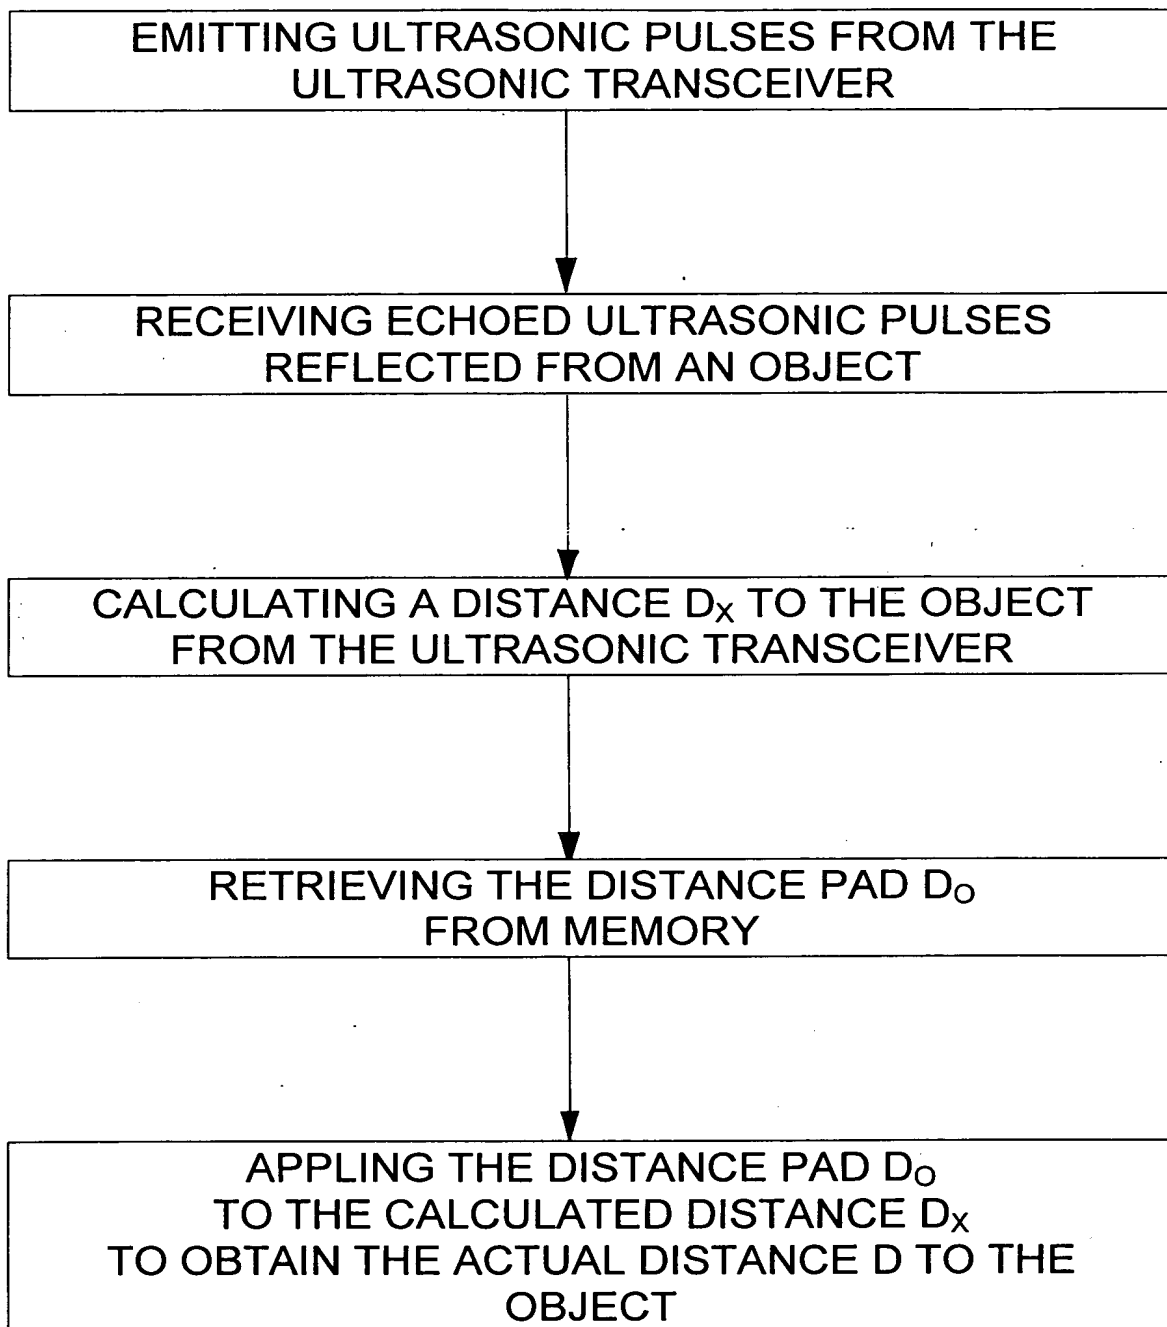 EMITTING ULTRASONIC PULSES FROM THE
ULTRASONIC TRANSCEIVER
RECEIVING ECHOED ULTRASONIC PULSES
REFLECTED FROM AN OBJECT
CALCULATING A DISTANCE Dₓ TO THE OBJECT
FROM THE ULTRASONIC TRANSCEIVER
RETRIEVING THE DISTANCE PAD Dₒ
FROM MEMORY
APPLING THE DISTANCE PAD Dₒ
TO THE CALCULATED DISTANCE Dₓ
TO OBTAIN THE ACTUAL DISTANCE D TO THE
OBJECT